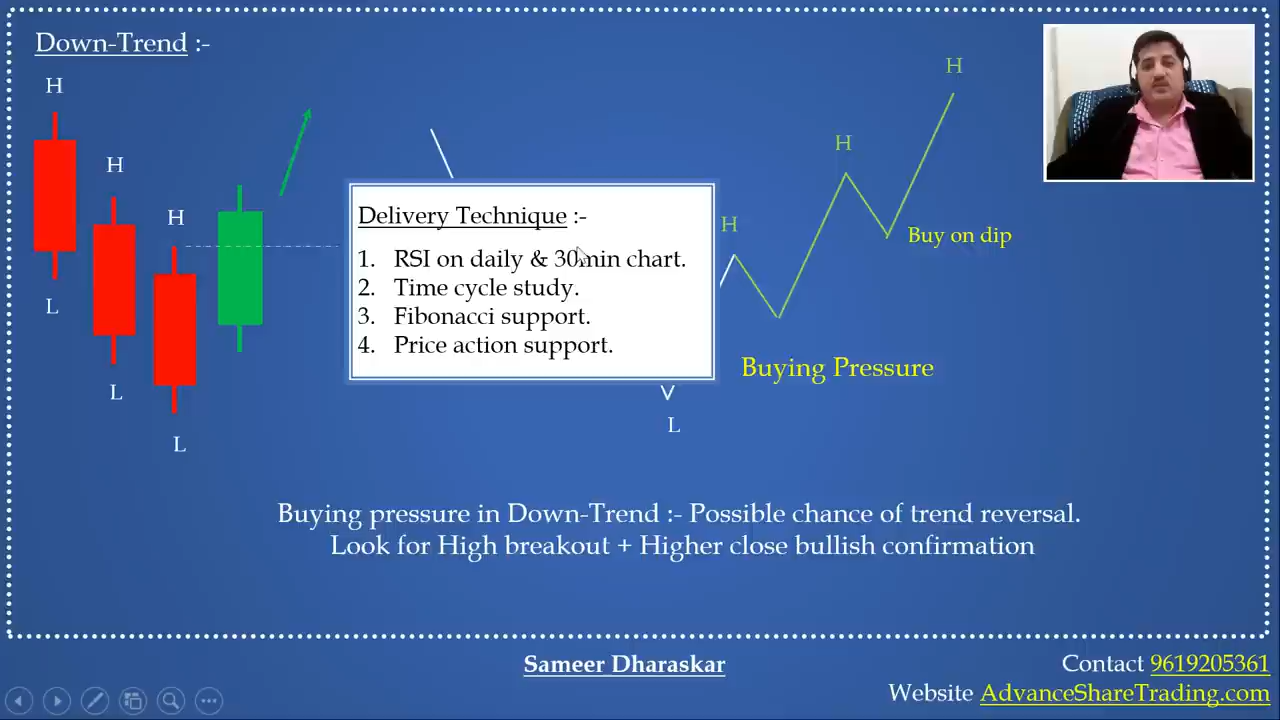 Down-Trend :-
H
H
H
L
L
L
Delivery Technique :-
1. RSI on daily & 30min chart.
2. Time cycle study.
3. Fibonacci support.
4. Price action support.
H
H
H
Buy on dip
Buying Pressure
L
Buying pressure in Down-Trend :- Possible chance of trend reversal.
Look for High breakout + Higher close bullish confirmation
Sameer Dharaskar
Contact 9619205361
Website AdvanceShareTrading.com